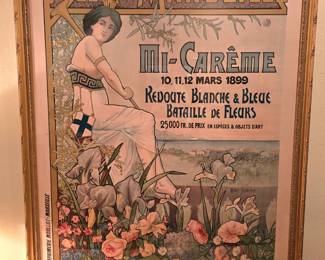 Mi-Carême
10, 11, 12 MARS 1899
Redoute Blanche & Bleue
Bataille de Fleurs
25000 FR. DE PRIX EN ESPÈCES & OBJETS D'ART
MARSEILLE